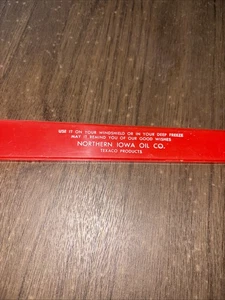 USE IT ON YOUR WINDSHIELD OR IN YOUR DEEP FREEZE
MAY IT REMIND YOU OF OUR GOOD WISHES
NORTHERN IOWA OIL CO.
TEXACO PRODUCTS